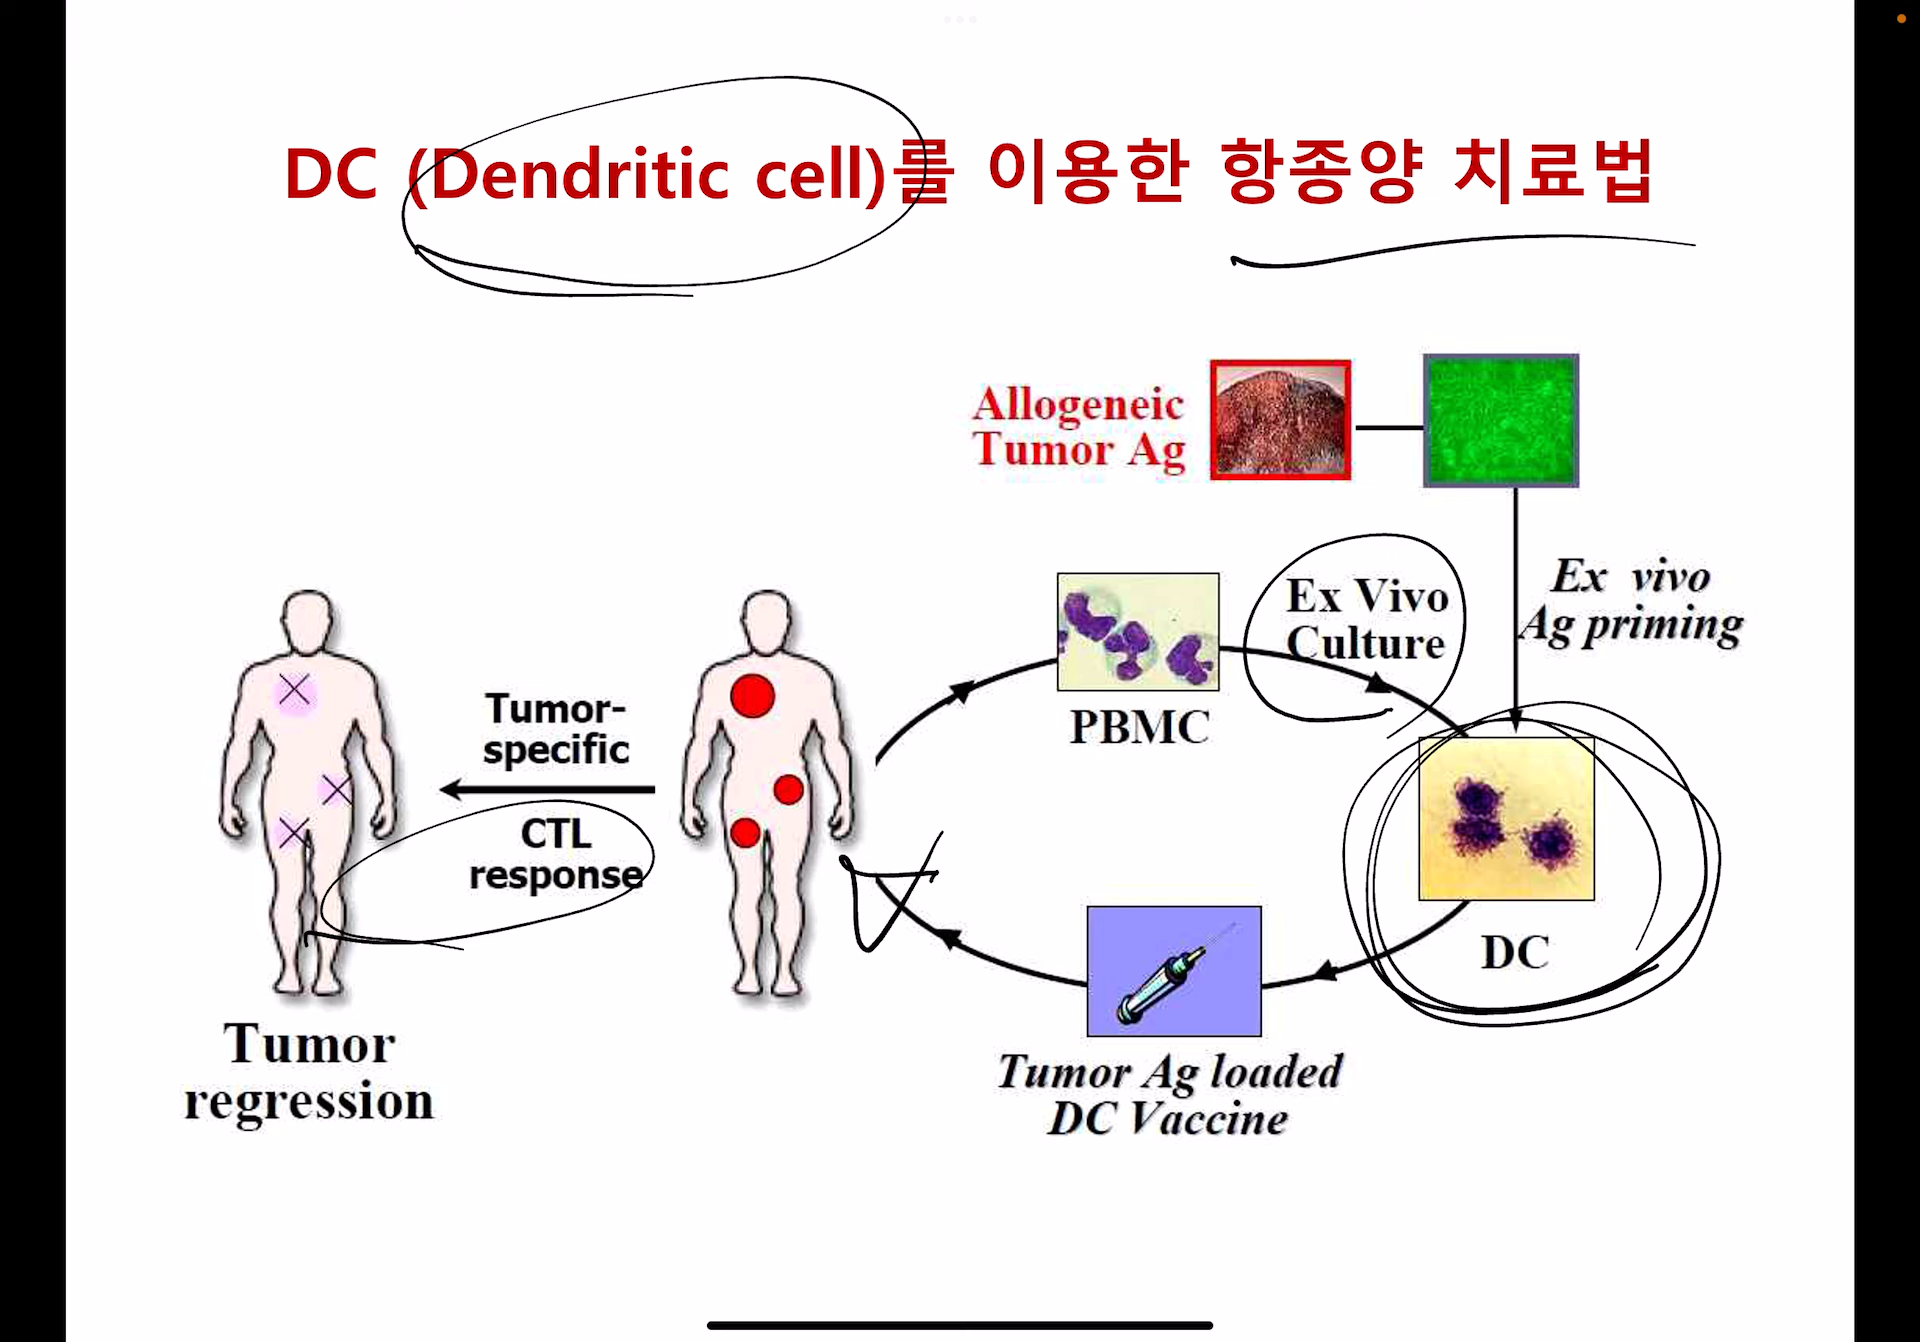 DC (Dendritic cell)를 이용한 항종양 치료법
Allogeneic
Tumor Ag
Ex vivo
Ag priming
Ex Vivo
Culture
PBMC
DC
Tumor Ag loaded
DC Vaccine
Tumor-
specific
CTL
response
Tumor
regression